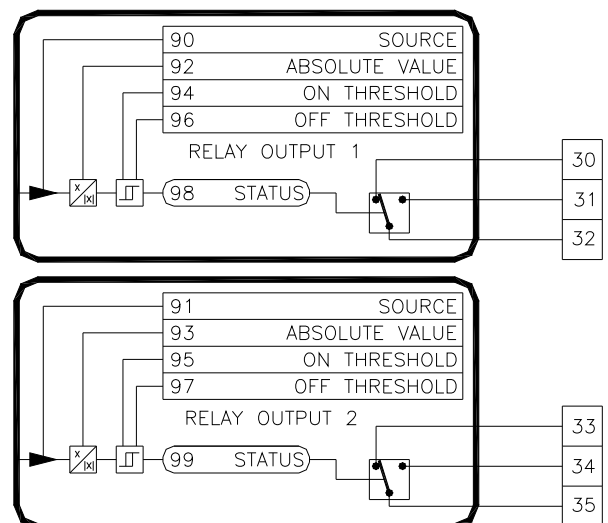 90 SOURCE
92 ABSOLUTE VALUE
94 ON THRESHOLD
96 OFF THRESHOLD
RELAY OUTPUT 1
30
x
|x|
98 STATUS
31
32
91 SOURCE
93 ABSOLUTE VALUE
95 ON THRESHOLD
97 OFF THRESHOLD
RELAY OUTPUT 2
33
x
|x|
99 STATUS
34
35